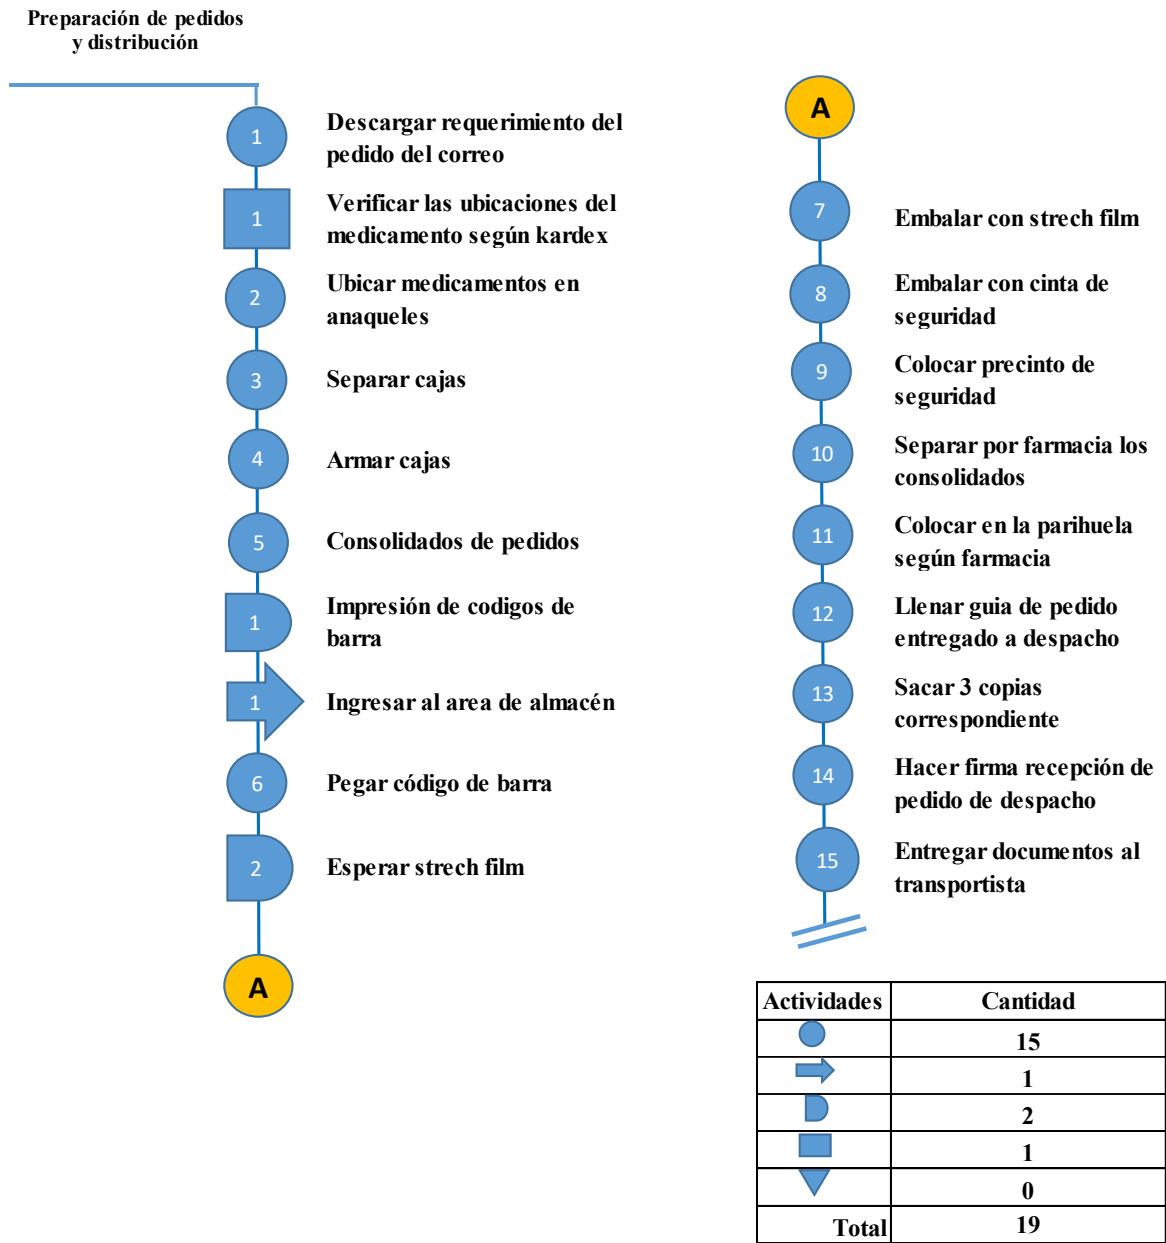 Preparación de pedidos
y distribución
1
Descargar requerimiento del
pedido del correo
1
Verificar las ubicaciones del
medicamento según kardex
2
Ubicar medicamentos en
anaqueles
3
Separar cajas
4
Armar cajas
5
Consolidados de pedidos
1
Impresión de codigos de
barra
1
Ingresar al area de almacén
6
Pegar código de barra
2
Esperar strech film
A
A
7
Embalar con strech film
8
Embalar con cinta de
seguridad
9
Colocar precinto de
seguridad
10
Separar por farmacia los
consolidados
11
Colocar en la parihuela
según farmacia
12
Llenar guia de pedido
entregado a despacho
13
Sacar 3 copias
correspondiente
14
Hacer firma recepción de
pedido de despacho
15
Entregar documentos al
transportista
Actividades Cantidad
15
1
2
1
0
Total 19